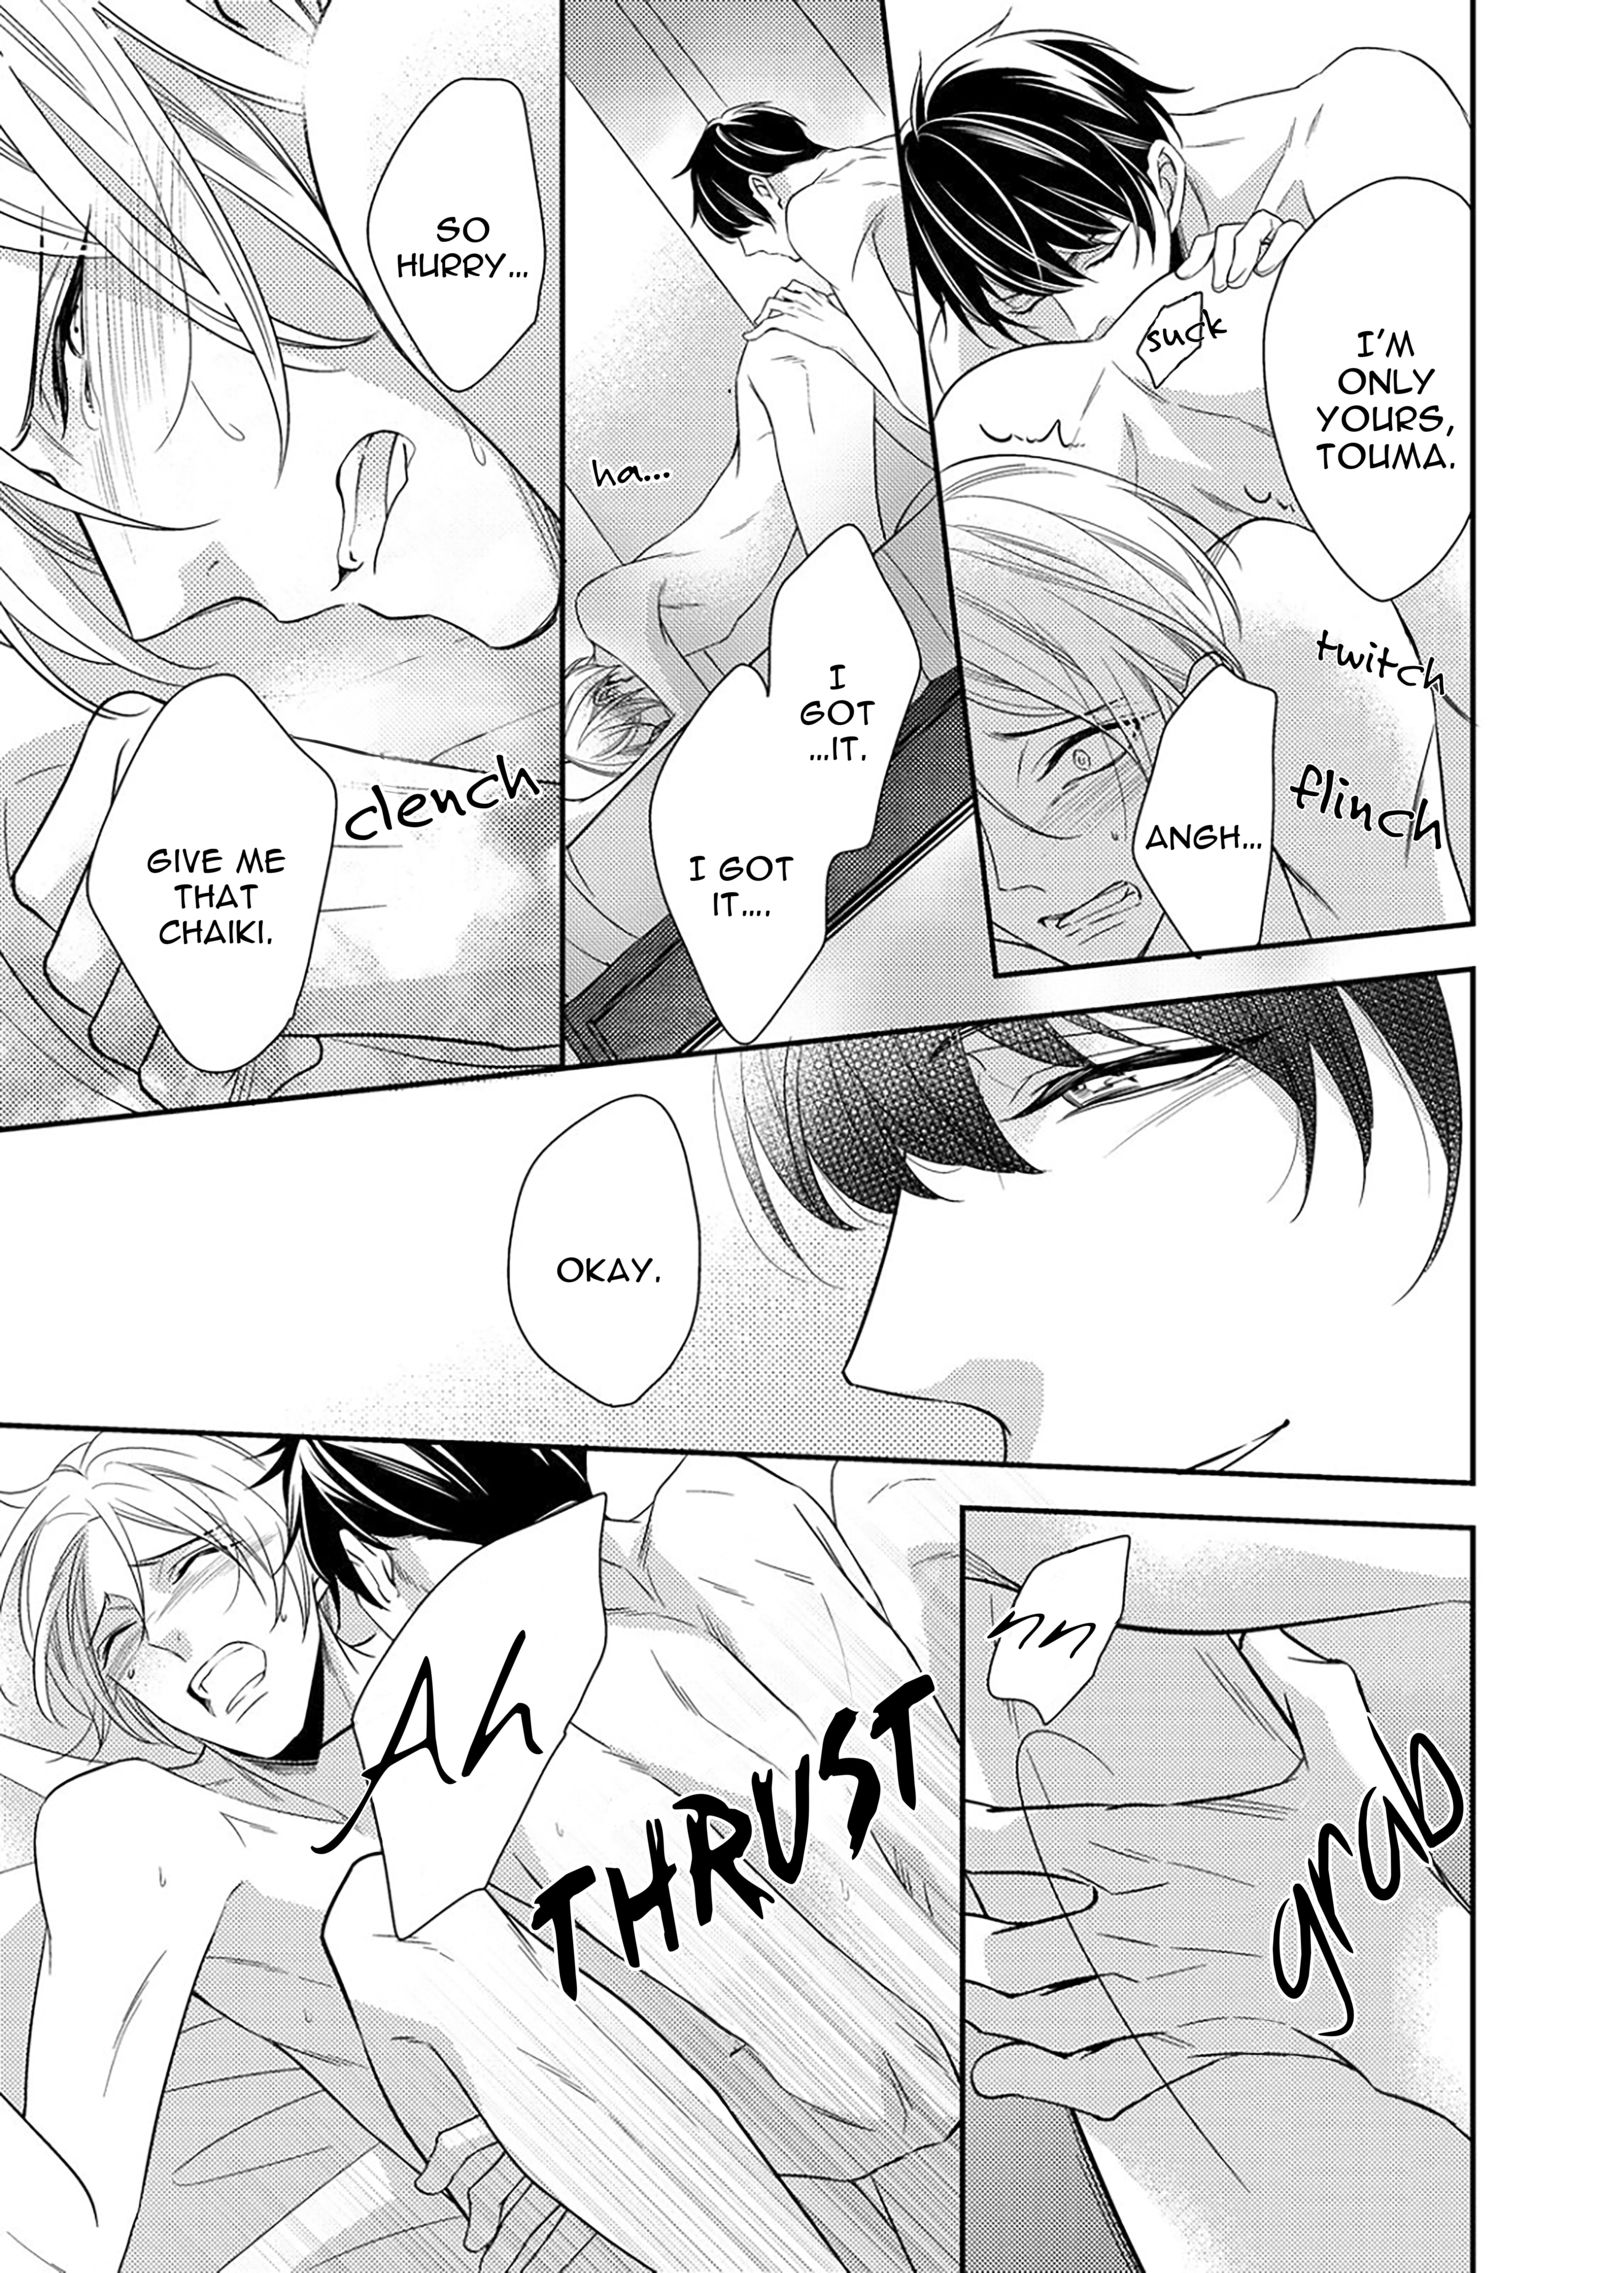 I'M
ONLY
YOURS,
TOUMA.
suck
twitch
flinch
ANGH...
ha...
I
GOT
...IT.
I GOT
IT....
SO
HURRY...
clench
GIVE ME
THAT
CHAIKI.
OKAY.
nn
grab
Ah
THRUST